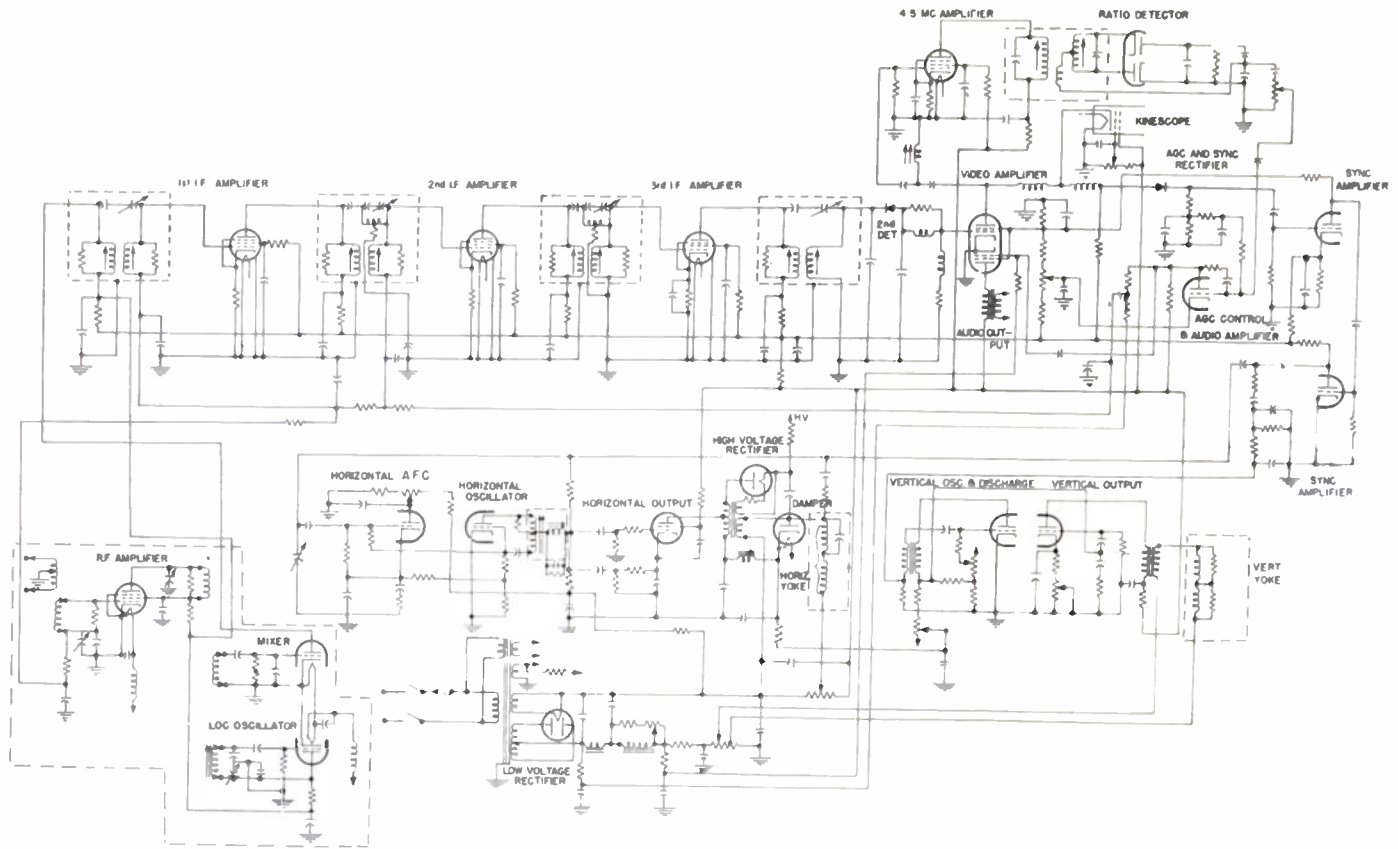 4.5 MC AMPLIFIER
RATIO DETECTOR
KINESCOPE
AGC AND SYNC
RECTIFIER
SYNC
AMPLIFIER
VIDEO AMPLIFIER
1st I.F. AMPLIFIER
2nd I.F. AMPLIFIER
3rd I.F. AMPLIFIER
2nd
DET
AUDIO OUT-
PUT
AGC CONTROL
& AUDIO AMPLIFIER
HV
HIGH VOLTAGE
RECTIFIER
HORIZONTAL AFC
HORIZONTAL
OSCILLATOR
HORIZONTAL OUTPUT
DAMPER
VERTICAL OSC & DISCHARGE
VERTICAL OUTPUT
SYNC
AMPLIFIER
R.F. AMPLIFIER
HORIZ
YOKE
VERT
YOKE
MIXER
LOC OSCILLATOR
LOW VOLTAGE
RECTIFIER